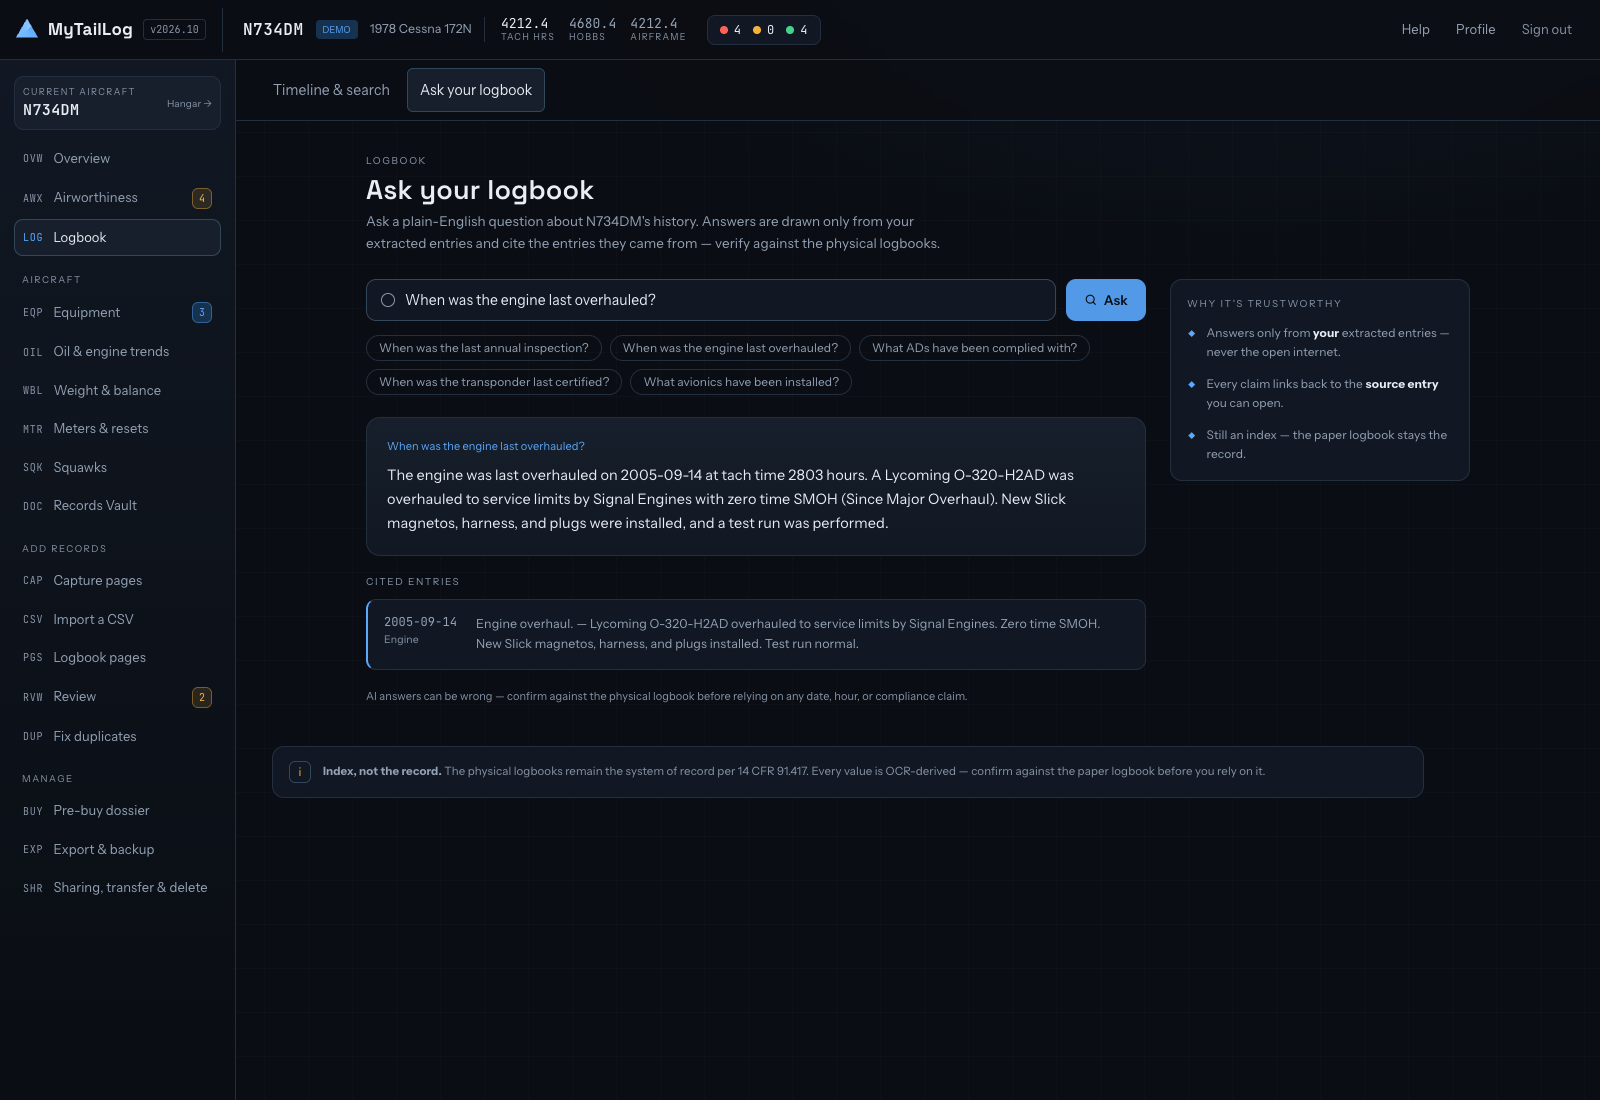 MyTailLog v2026.10
N734DM DEMO 1978 Cessna 172N
4212.4 TACH HRS
4680.4 HOBBS
4212.4 AIRFRAME
4 0 4
Help Profile Sign out
CURRENT AIRCRAFT
N734DM
Hangar →
OVW Overview
AWX Airworthiness 4
LOG Logbook
AIRCRAFT
EQP Equipment 3
OIL Oil & engine trends
WBL Weight & balance
MTR Meters & resets
SQK Squawks
DOC Records Vault
ADD RECORDS
CAP Capture pages
CSV Import a CSV
PGS Logbook pages
RVW Review 2
DUP Fix duplicates
MANAGE
BUY Pre-buy dossier
EXP Export & backup
SHR Sharing, transfer & delete
Timeline & search
Ask your logbook
LOGBOOK
Ask your logbook
Ask a plain-English question about N734DM's history. Answers are drawn only from your
extracted entries and cite the entries they came from — verify against the physical logbooks.
When was the engine last overhauled?
Ask
When was the last annual inspection?
When was the engine last overhauled?
What ADs have been complied with?
When was the transponder last certified?
What avionics have been installed?
When was the engine last overhauled?
The engine was last overhauled on 2005-09-14 at tach time 2803 hours. A Lycoming O-320-H2AD was
overhauled to service limits by Signal Engines with zero time SMOH (Since Major Overhaul). New Slick
magnetos, harness, and plugs were installed, and a test run was performed.
CITED ENTRIES
2005-09-14
Engine
Engine overhaul. — Lycoming O-320-H2AD overhauled to service limits by Signal Engines. Zero time SMOH.
New Slick magnetos, harness, and plugs installed. Test run normal.
AI answers can be wrong — confirm against the physical logbook before relying on any date, hour, or compliance claim.
WHY IT'S TRUSTWORTHY
Answers only from your extracted entries —
never the open internet.
Every claim links back to the source entry
you can open.
Still an index — the paper logbook stays the
record.
i
Index, not the record. The physical logbooks remain the system of record per 14 CFR 91.417. Every value is OCR-derived — confirm against the paper logbook before you rely on it.